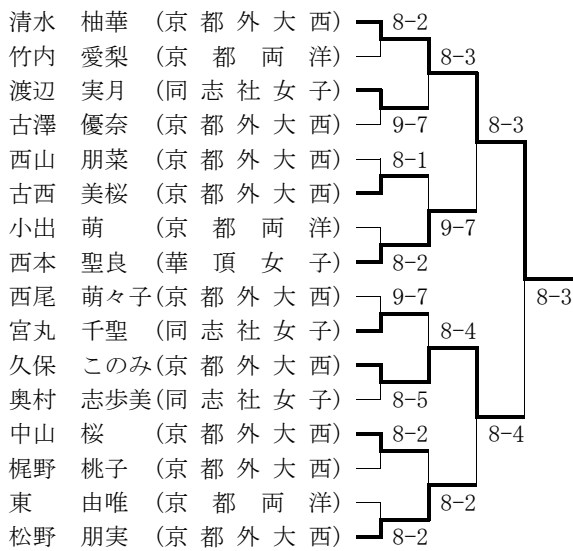 清水　柚華　(京 都 外 大 西)　8-2
竹内　愛梨　(京　都　両　洋)　8-3
渡辺　実月　(同 志 社 女 子)
古澤　優奈　(京 都 外 大 西)　9-7　8-3
西山　朋菜　(京 都 外 大 西)　8-1
古西　美桜　(京 都 外 大 西)
小出　萌　　(京　都　両　洋)　9-7
西本　聖良　(華　頂　女　子)　8-2
西尾　萌々子(京 都 外 大 西)　9-7　8-3
宮丸　千聖　(同 志 社 女 子)　8-4
久保　このみ(京 都 外 大 西)
奥村　志歩美(同 志 社 女 子)　8-5
中山　桜　　(京 都 外 大 西)　8-2　8-4
梶野　桃子　(京 都 外 大 西)
東　　由唯　(京　都　両　洋)　8-2
松野　朋実　(京 都 外 大 西)　8-2